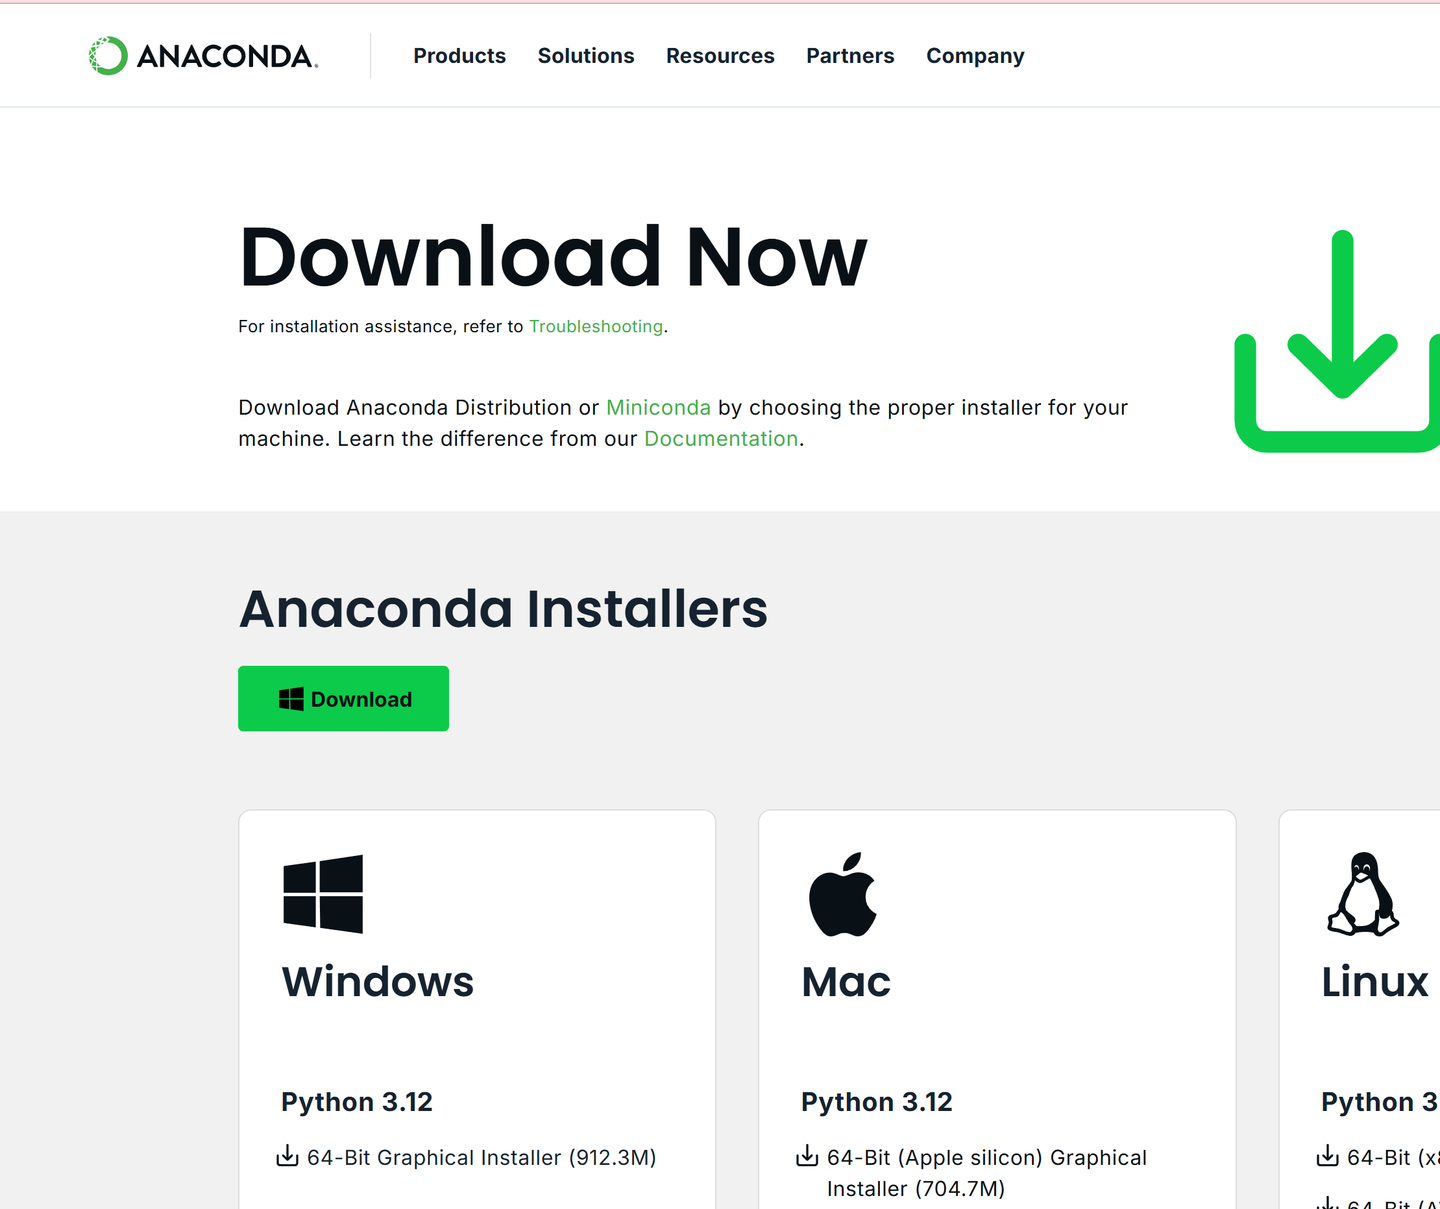 ANACONDA.
Products Solutions Resources Partners Company
Download Now
For installation assistance, refer to Troubleshooting.
Download Anaconda Distribution or Miniconda by choosing the proper installer for your
machine. Learn the difference from our Documentation.
Anaconda Installers
Download
Windows
Python 3.12
64-Bit Graphical Installer (912.3M)
Mac
Python 3.12
64-Bit (Apple silicon) Graphical
Installer (704.7M)
Linux
Python 3
64-Bit (x8
64-Bit (A